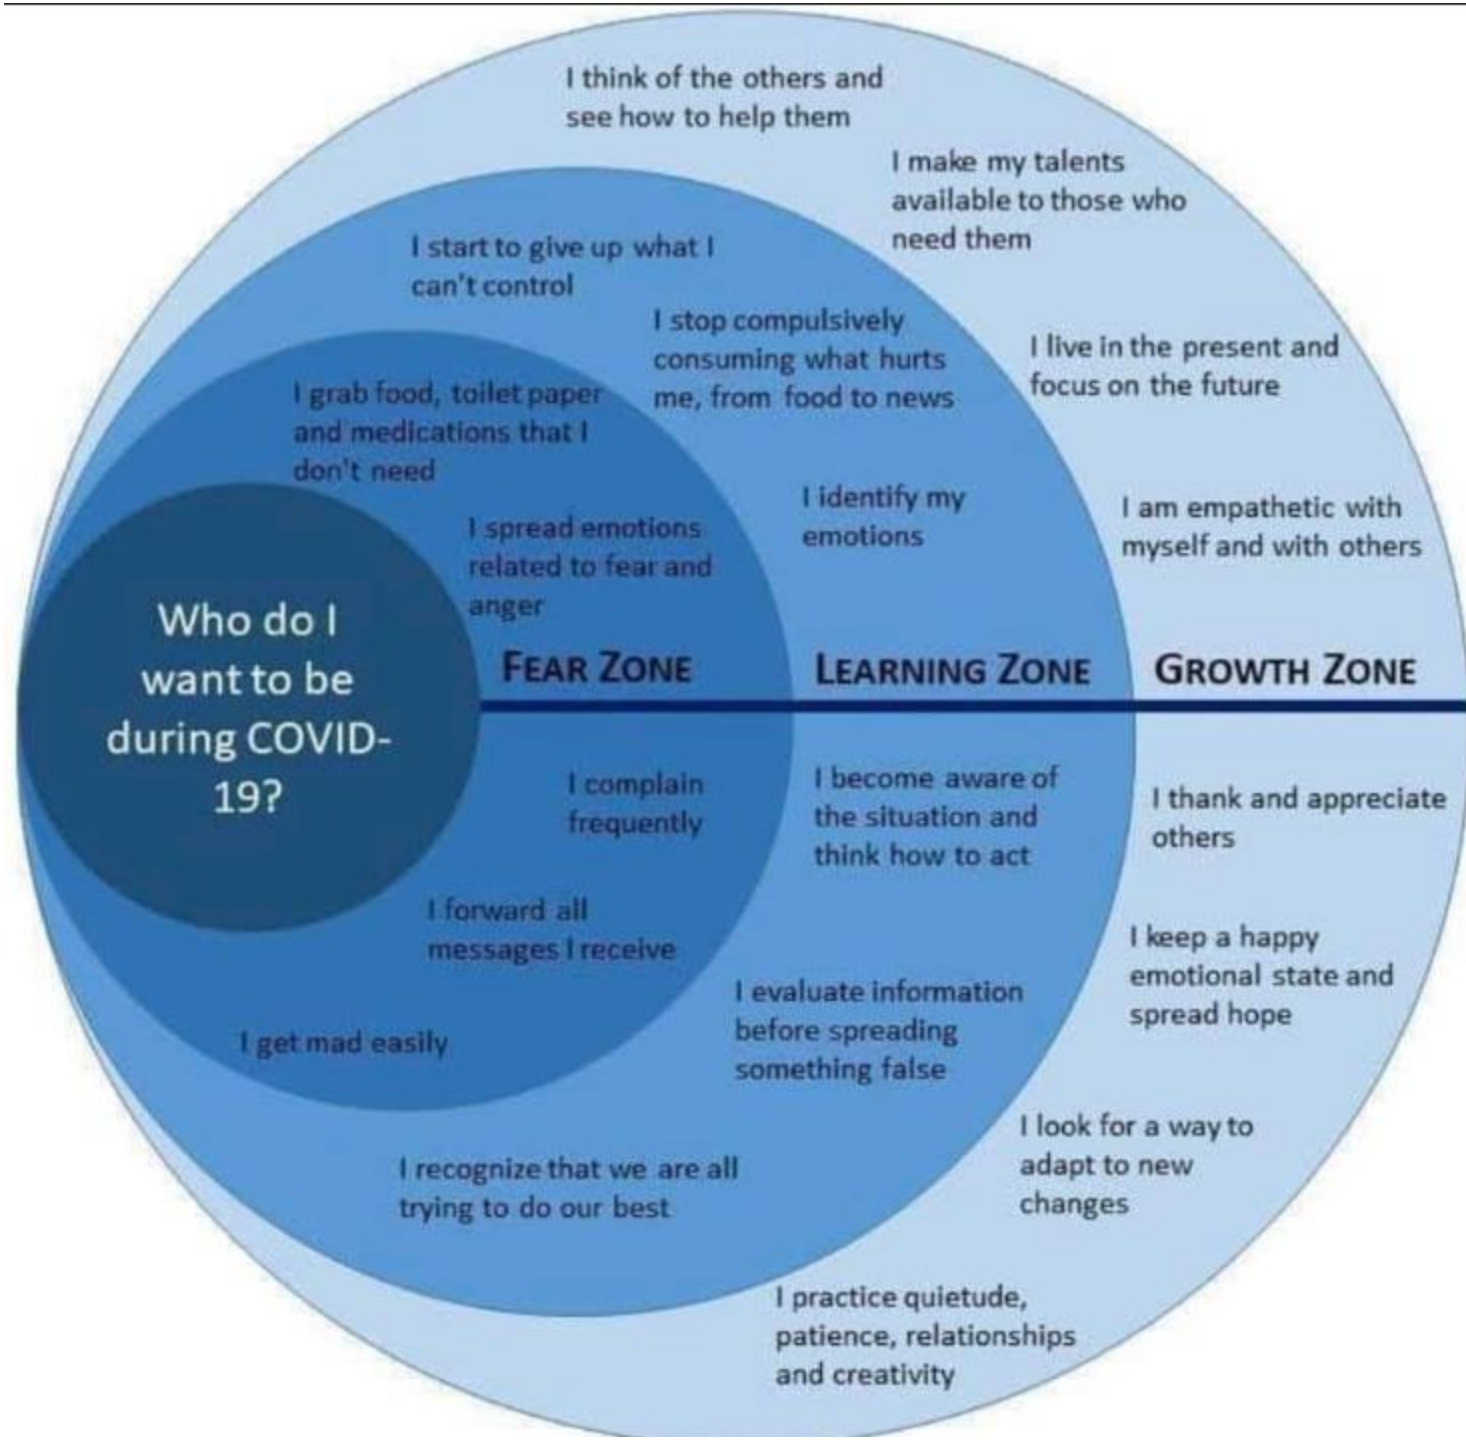 I think of the others and
see how to help them
I make my talents
available to those who
need them
I start to give up what I
can't control
I stop compulsively
consuming what hurts
me, from food to news
I live in the present and
focus on the future
I grab food, toilet paper
and medications that I
don't need
I identify my
emotions
I am empathetic with
myself and with others
I spread emotions
related to fear and
anger
Who do I
want to be
during COVID-
19?
FEAR ZONE
LEARNING ZONE
GROWTH ZONE
I complain
frequently
I become aware of
the situation and
think how to act
I thank and appreciate
others
I forward all
messages I receive
I keep a happy
emotional state and
spread hope
I evaluate information
before spreading
something false
I get mad easily
I look for a way to
adapt to new
changes
I recognize that we are all
trying to do our best
I practice quietude,
patience, relationships
and creativity